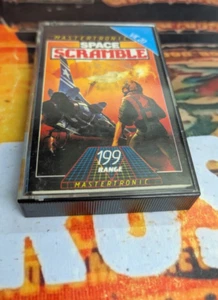 MASTERTRONIC
SPACE
SCRAMBLE
199
RANGE
MASTERTRONIC